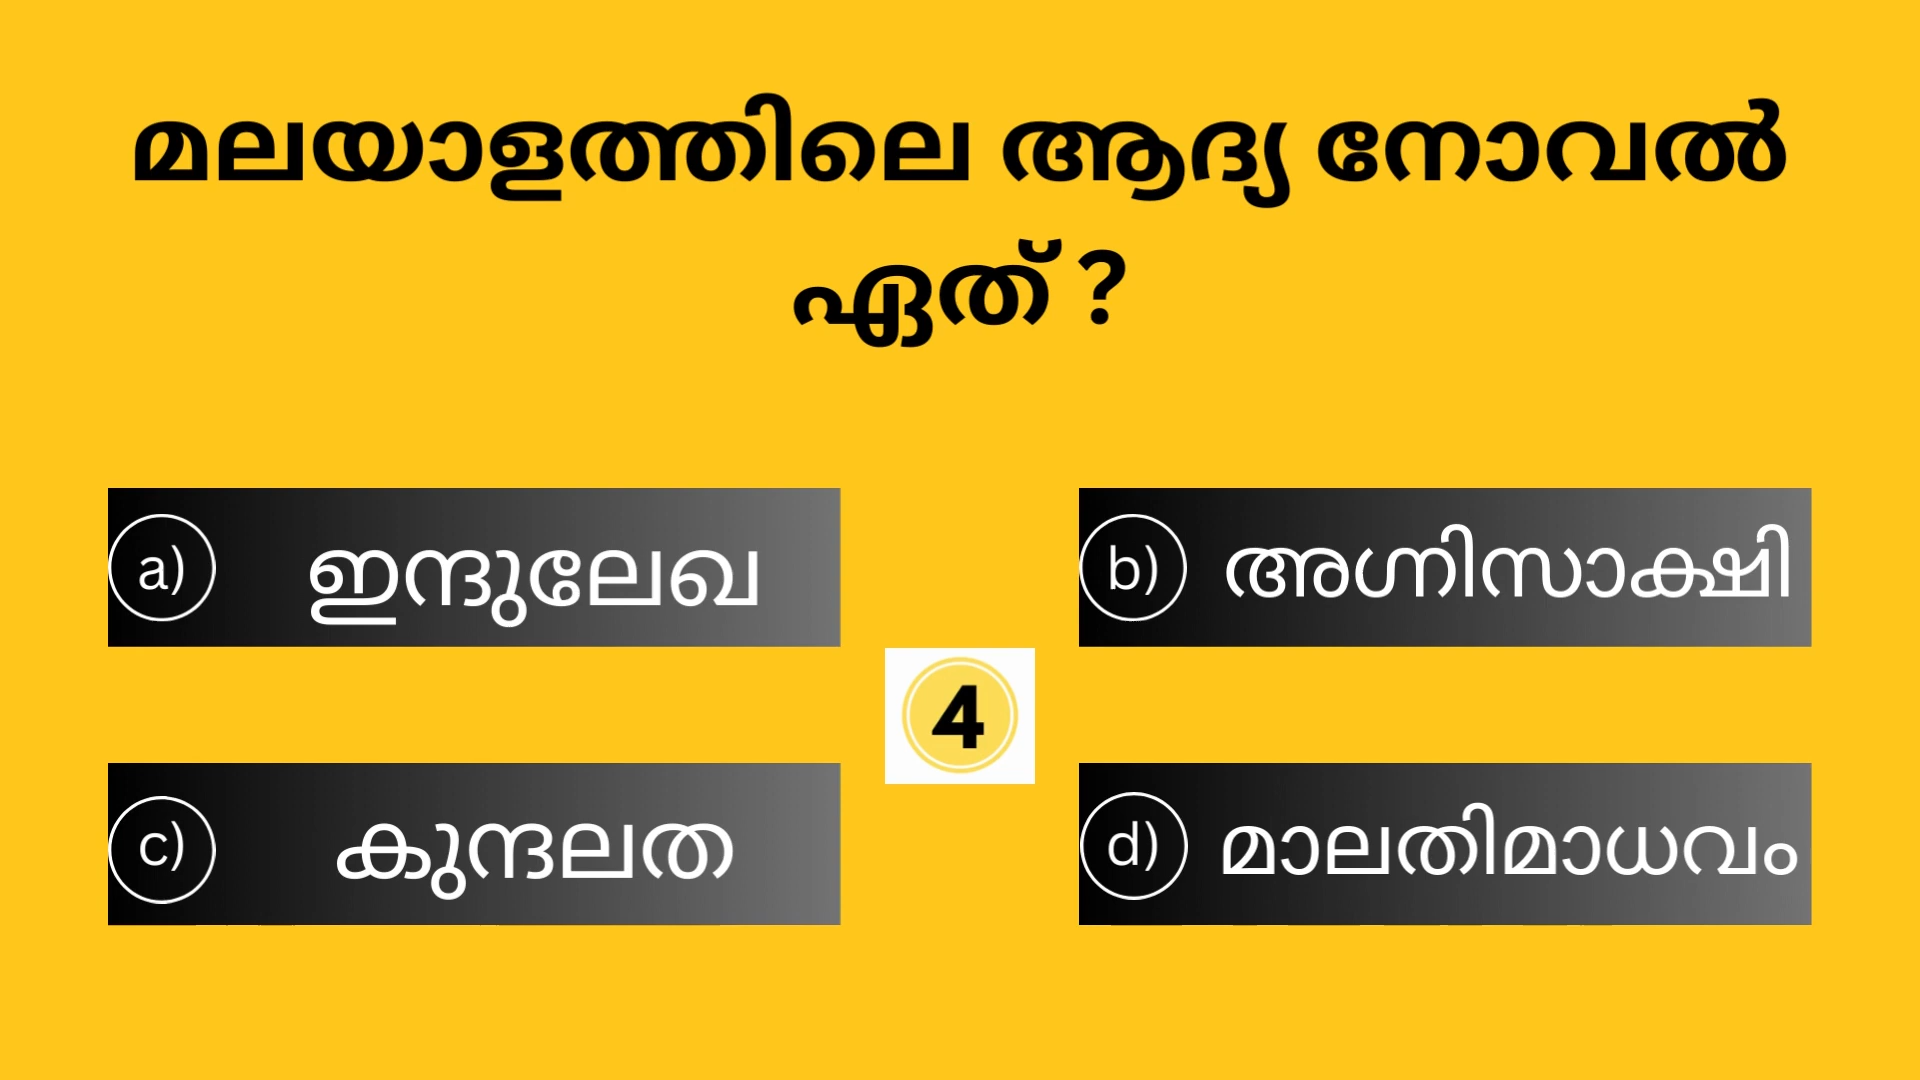 മലയാളത്തിലെ ആദ്യ നോവൽ
ഏത് ?
a) ഇന്ദുലേഖ
b) അഗ്നിസാക്ഷി
4
c) കുന്ദലത
d) മാലതിമാധവം